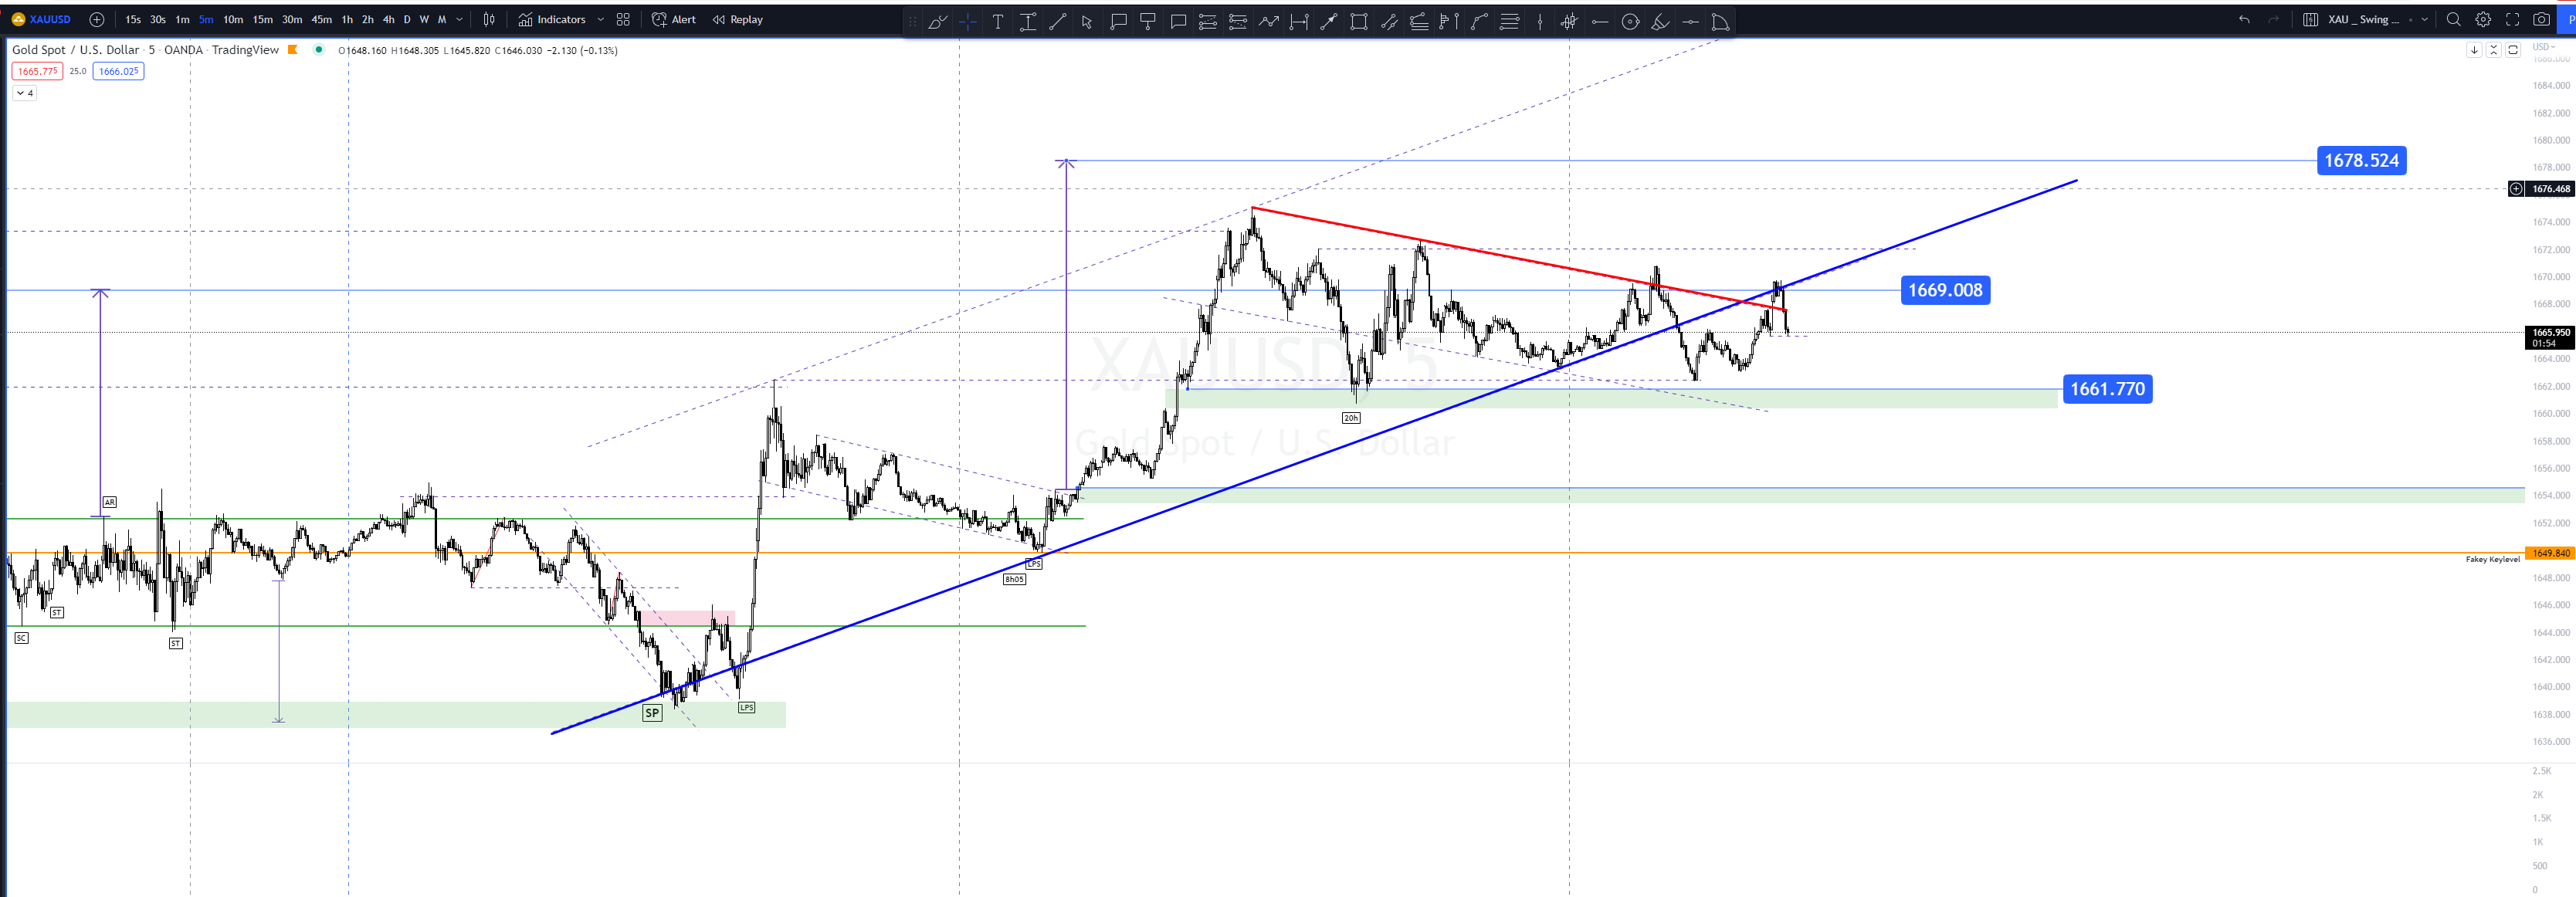 XAUUSD 15s 30s 1m 5m 10m 15m 30m 45m 1h 2h 4h D W M Indicators Alert Replay XAU _ Swing ...
Gold Spot / U.S. Dollar · 5 · OANDA · TradingView O1648.160 H1648.305 L1645.820 C1646.030 −2.130 (−0.13%)
USD
1665.775 25.0 1666.025
4
1684.000
1682.000
1680.000
1678.524
1678.000
1676.468
1674.000
1672.000
1670.000
1669.008
1668.000
1665.950
01:54
1664.000
XAUUSD, 5
Gold Spot / U.S. Dollar
1662.000
1661.770
1660.000
20h
1658.000
1656.000
1654.000
AR
1652.000
1649.840
Fakey Keylevel
LPS
8h05
1648.000
1646.000
ST
1644.000
SC
ST
1642.000
1640.000
LPS
SP
1638.000
1636.000
2.5K
2K
1.5K
1K
500
0